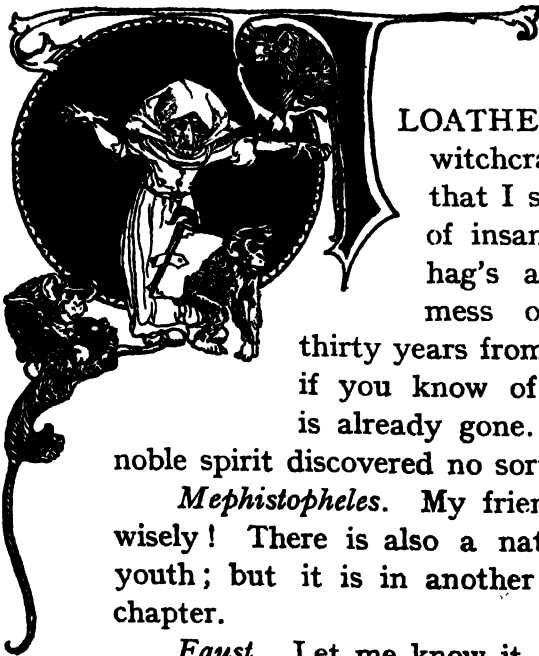 I LOATHE
witchcra
that I s
of insan
hag's a
mess o
thirty years from
if you know of
is already gone.
noble spirit discovered no sor
Mephistopheles. My frien
wisely! There is also a nat
youth; but it is in another
chapter.
Faust. Let me know it